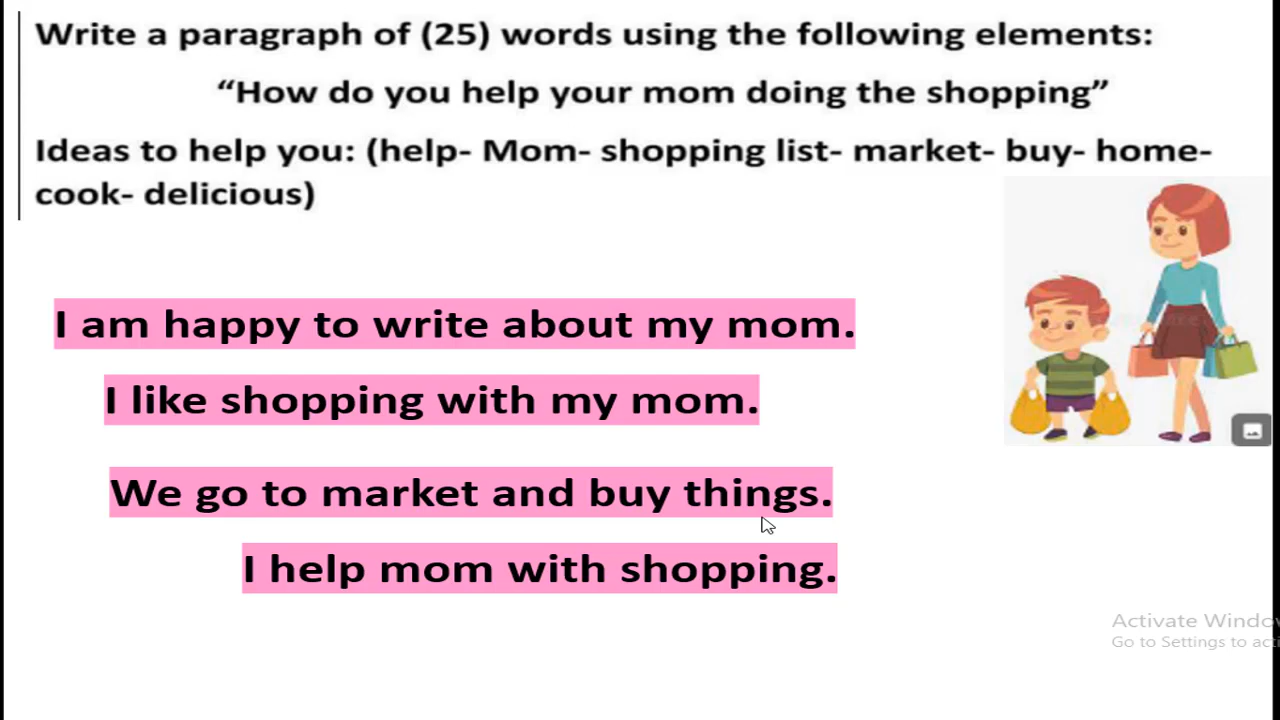 Write a paragraph of (25) words using the following elements:
“How do you help your mom doing the shopping”
Ideas to help you: (help- Mom- shopping list- market- buy- home-
cook- delicious)
I am happy to write about my mom.
I like shopping with my mom.
We go to market and buy things.
I help mom with shopping.
Activate Window
Go to Settings to acti